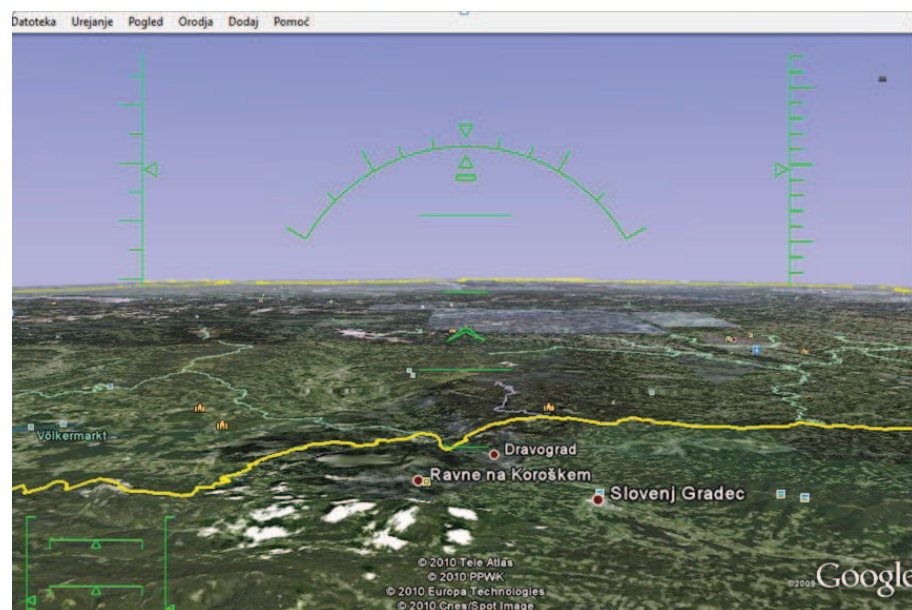 Datoteka Urejanje Pogled Orodja Dodaj Pomoč
Völkermarkt
Dravograd
Ravne na Koroškem
Slovenj Gradec
© 2010 Tele Atlas
© 2010 PPWK
© 2010 Europa Technologies
© 2010 Cnes/Spot Image
©2009 Google